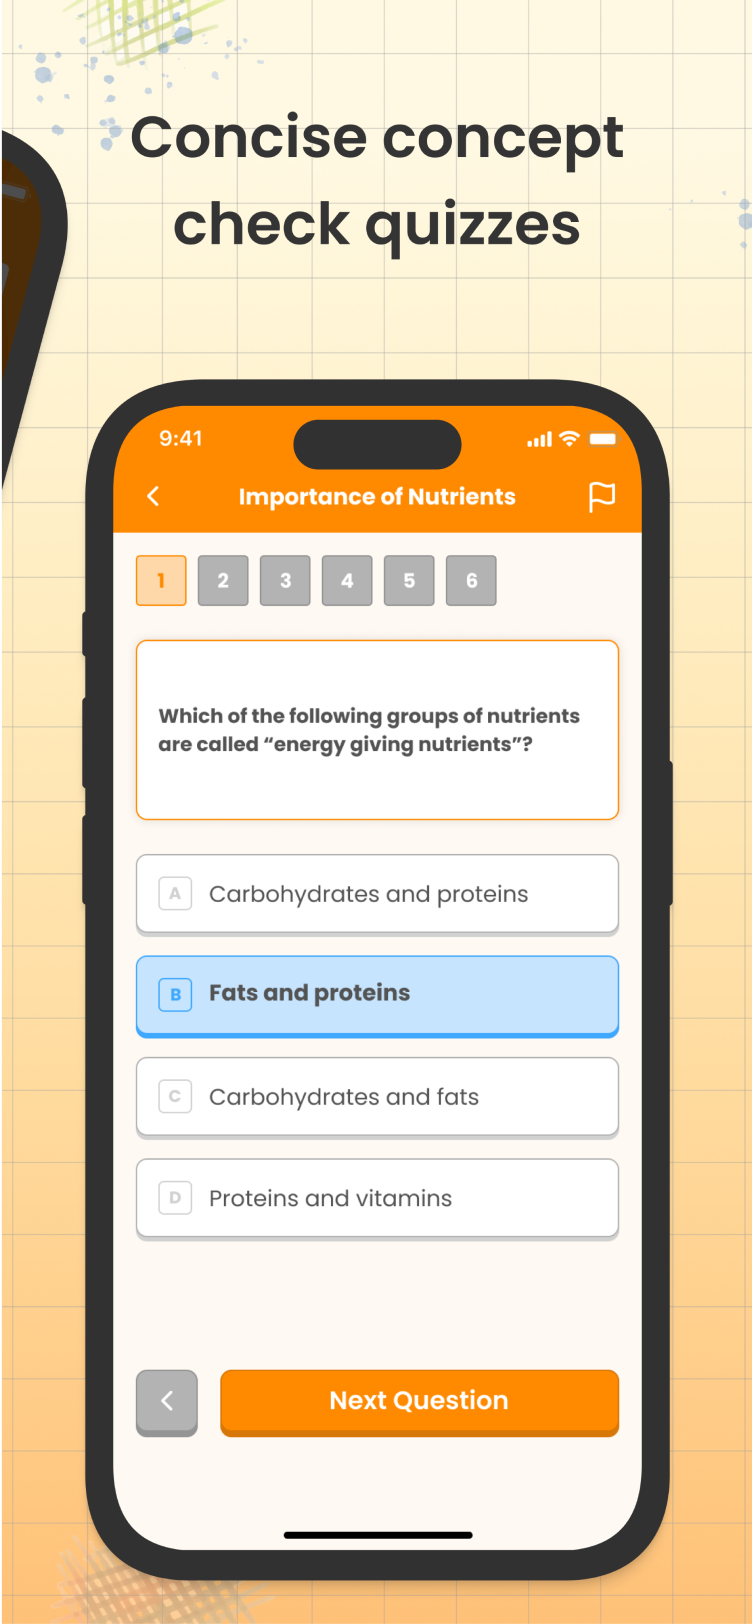 Concise concept
check quizzes
9:41
Importance of Nutrients
1 2 3 4 5 6
Which of the following groups of nutrients
are called “energy giving nutrients”?
A Carbohydrates and proteins
B Fats and proteins
C Carbohydrates and fats
D Proteins and vitamins
Next Question